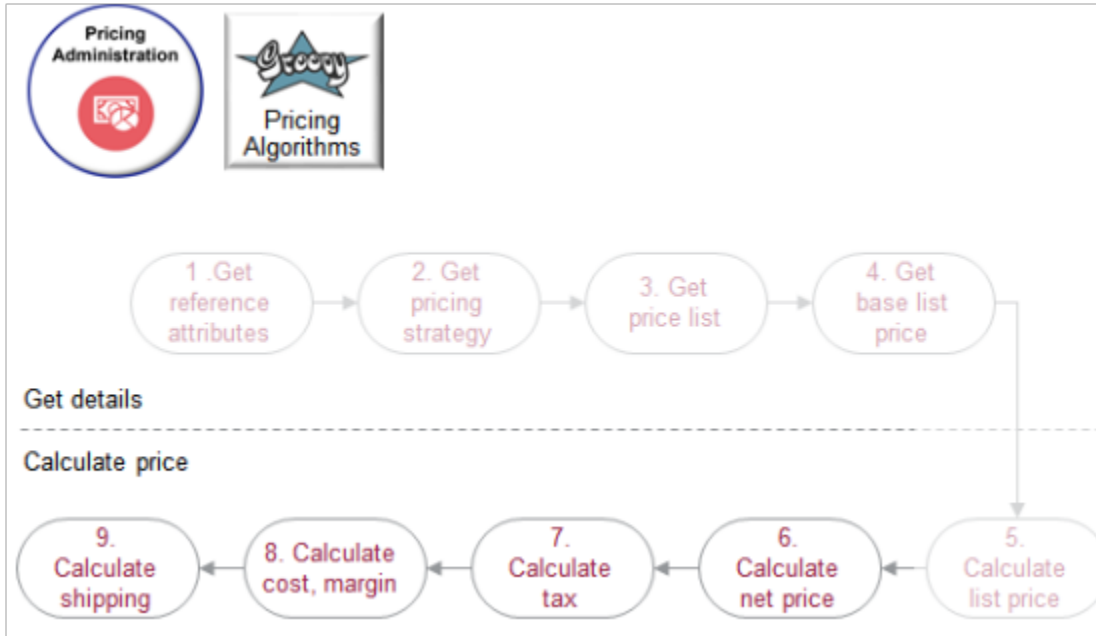 Pricing
Administration
Groovy
Pricing
Algorithms
1 .Get
reference
attributes
2. Get
pricing
strategy
3. Get
price list
4. Get
base list
price
Get details
Calculate price
9.
Calculate
shipping
8. Calculate
cost, margin
7.
Calculate
tax
6.
Calculate
net price
5.
Calculate
list price